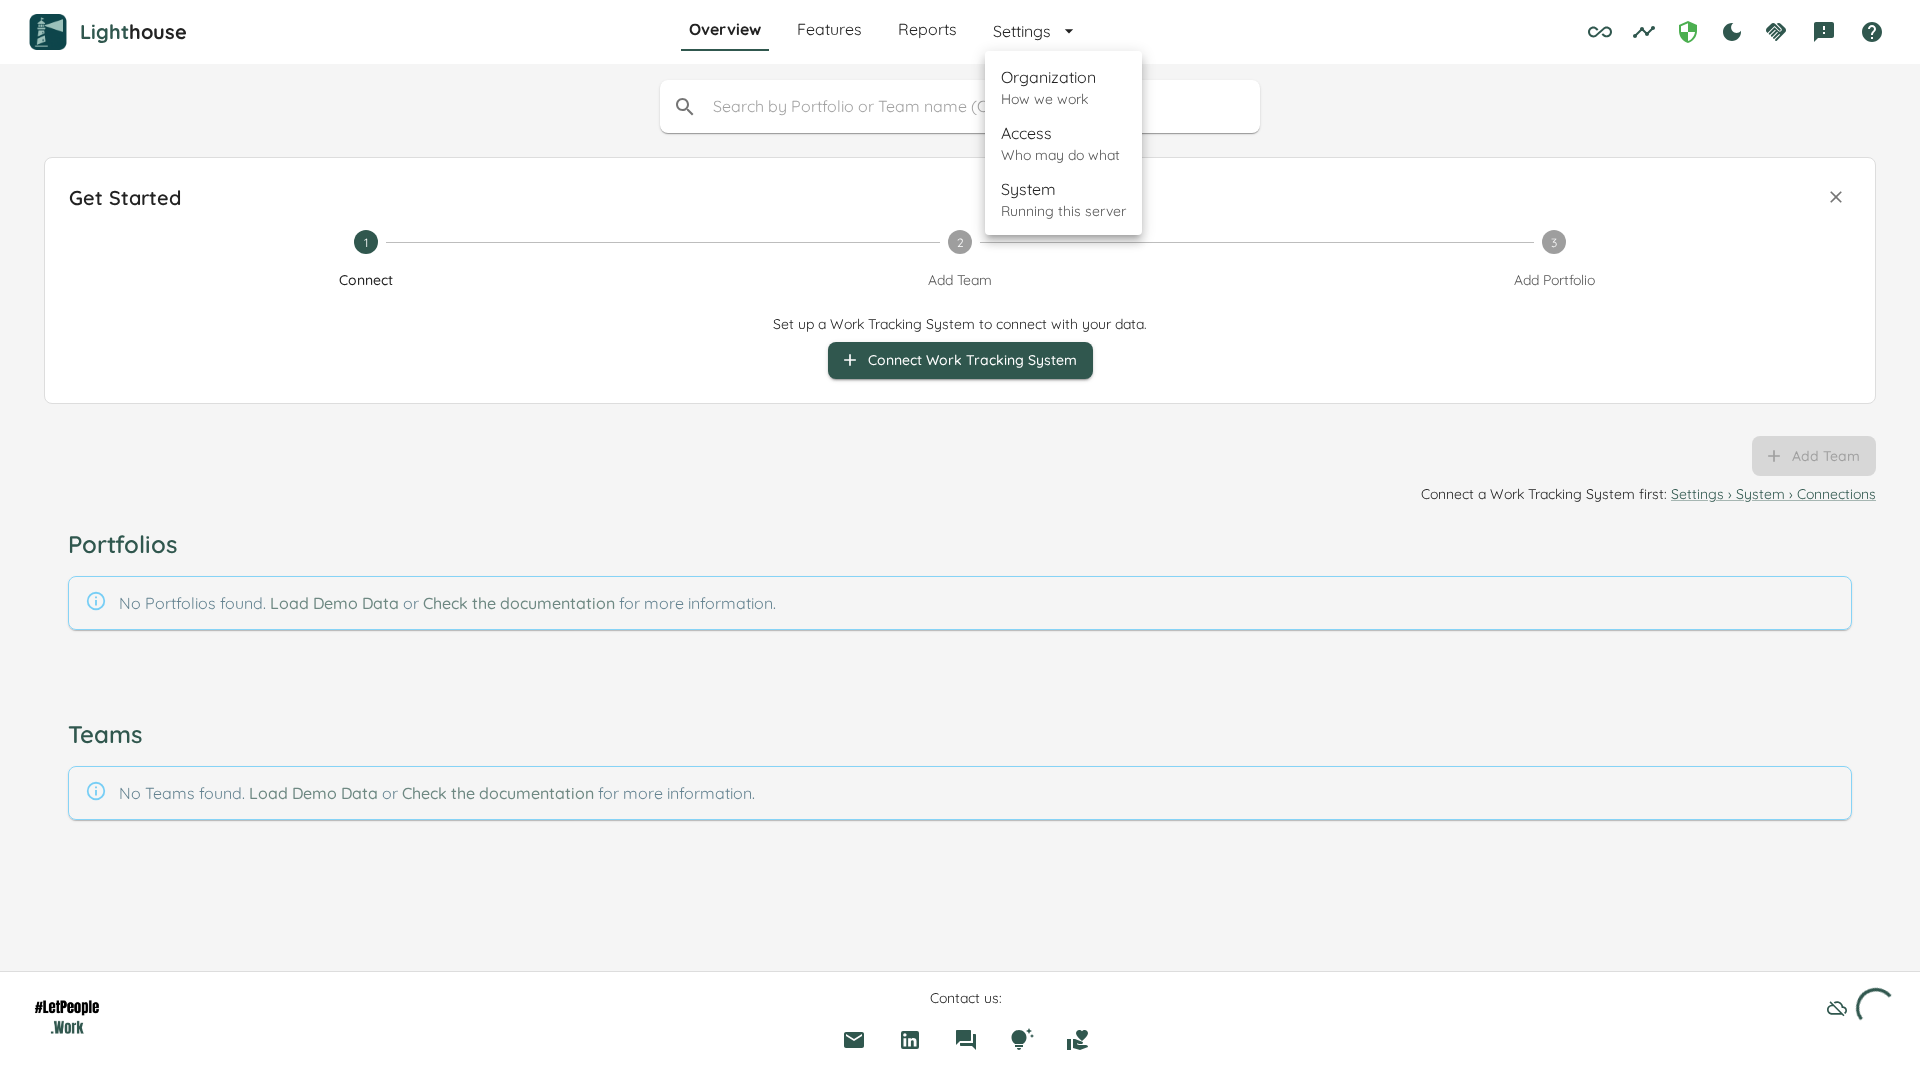 Lighthouse
Overview
Features
Reports
Settings
Organization
How we work
Access
Who may do what
System
Running this server
Search by Portfolio or Team name (
Get Started
1
2
3
Connect
Add Team
Add Portfolio
Set up a Work Tracking System to connect with your data.
Connect Work Tracking System
Add Team
Connect a Work Tracking System first: Settings › System › Connections
Portfolios
No Portfolios found. Load Demo Data or Check the documentation for more information.
Teams
No Teams found. Load Demo Data or Check the documentation for more information.
#LetPeople
.Work
Contact us: